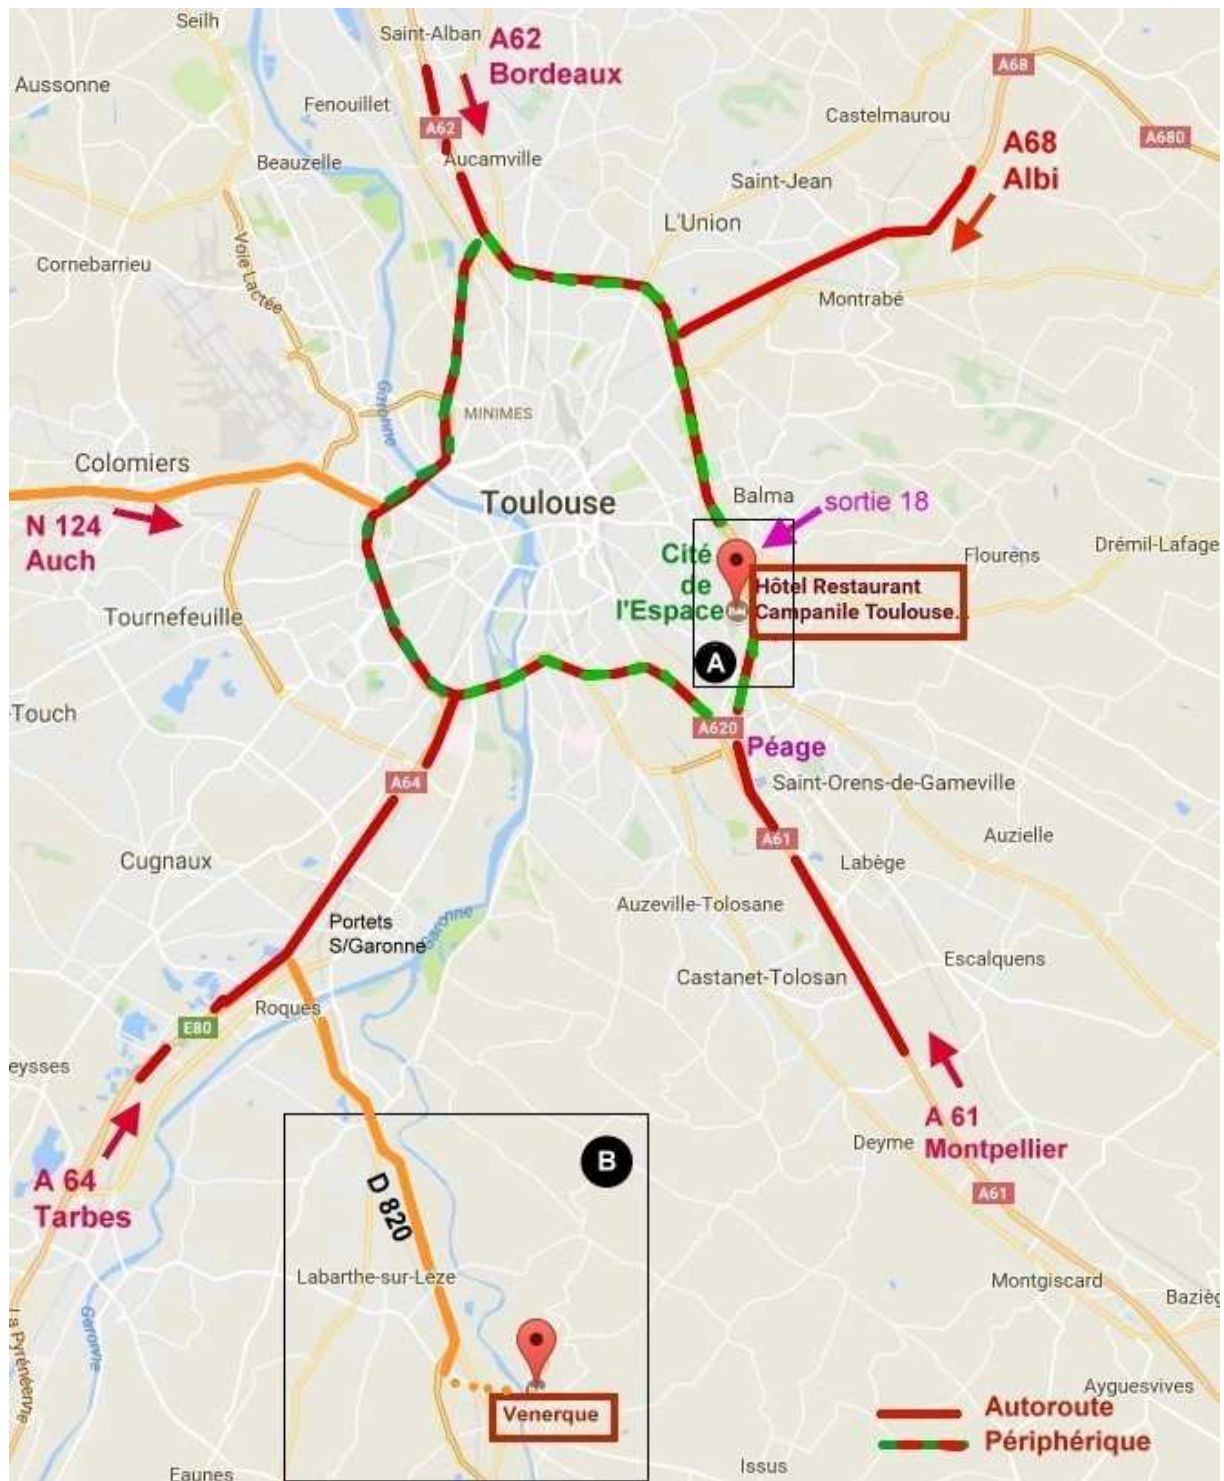 Seilh
Saint-Alban
A62
Bordeaux
A68
Aussonne
Fenouillet
Castelmaurou
A62
A680
Beauzelle
Aucamville
A68
Albi
Saint-Jean
L'Union
Voie Lactée
Cornebarrieu
Montrabé
Garonne
MINIMES
Colomiers
Toulouse
Balma
sortie 18
N 124
Auch
Cité
de
l'Espace
Flourens
Drémil-Lafage
Hôtel Restaurant
Campanile Toulouse...
Tournefeuille
A
-Touch
A620
Péage
A64
Saint-Orens-de-Gameville
A61
Auzielle
Cugnaux
Labège
Auzeville-Tolosane
Portets
S/Garonne
Garonne
Castanet-Tolosan
Escalquens
Roques
E80
eysses
A 61
Montpellier
Deyme
B
A 64
Tarbes
D 820
A61
Labarthe-sur-Lèze
Montgiscard
Bazièg
La Pyrénéenne
Garonne
Venerque
Ayguesvives
Autoroute
Périphérique
Eaunes
Issus